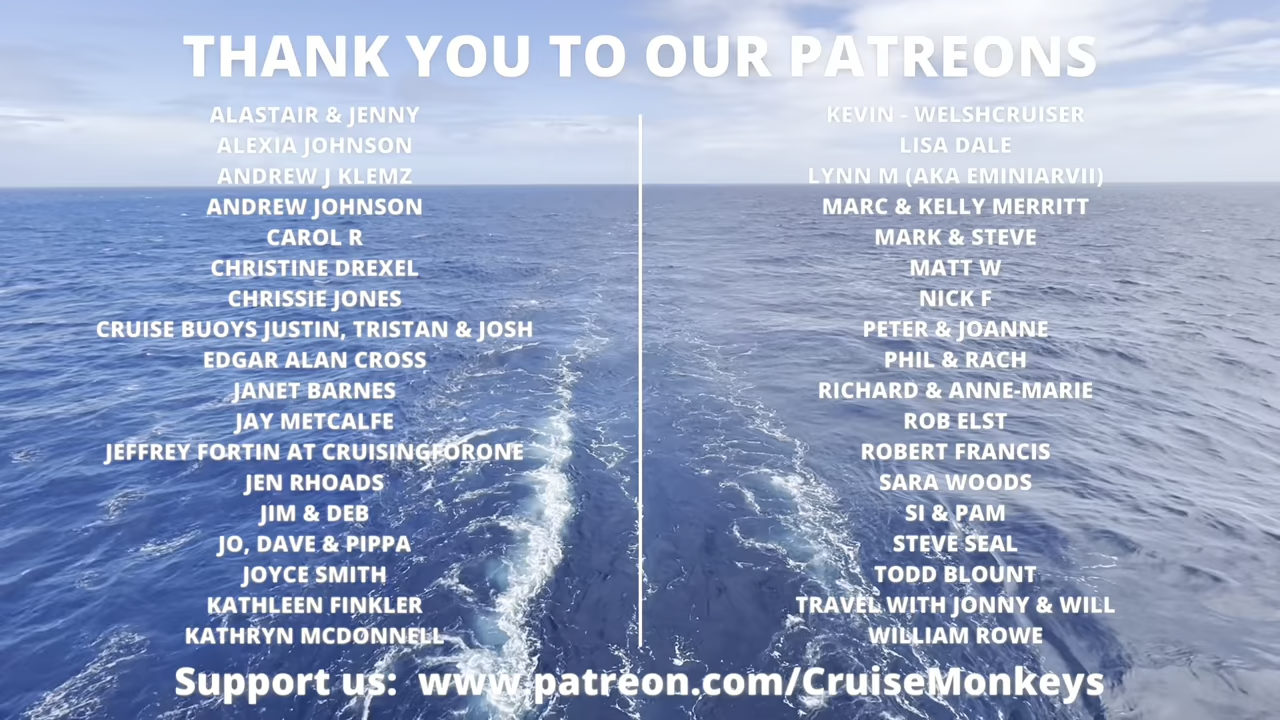 THANK YOU TO OUR PATREONS
ALASTAIR & JENNY
ALEXIA JOHNSON
ANDREW J KLEMZ
ANDREW JOHNSON
CAROL R
CHRISTINE DREXEL
CHRISSIE JONES
CRUISE BUOYS JUSTIN, TRISTAN & JOSH
EDGAR ALAN CROSS
JANET BARNES
JAY METCALFE
JEFFREY FORTIN AT CRUISINGFORONE
JEN RHOADS
JIM & DEB
JO, DAVE & PIPPA
JOYCE SMITH
KATHLEEN FINKLER
KATHRYN MCDONNELL
KEVIN - WELSHCRUISER
LISA DALE
LYNN M (AKA EMINIARVII)
MARC & KELLY MERRITT
MARK & STEVE
MATT W
NICK F
PETER & JOANNE
PHIL & RACH
RICHARD & ANNE-MARIE
ROB ELST
ROBERT FRANCIS
SARA WOODS
SI & PAM
STEVE SEAL
TODD BLOUNT
TRAVEL WITH JONNY & WILL
WILLIAM ROWE
Support us: www.patreon.com/CruiseMonkeys